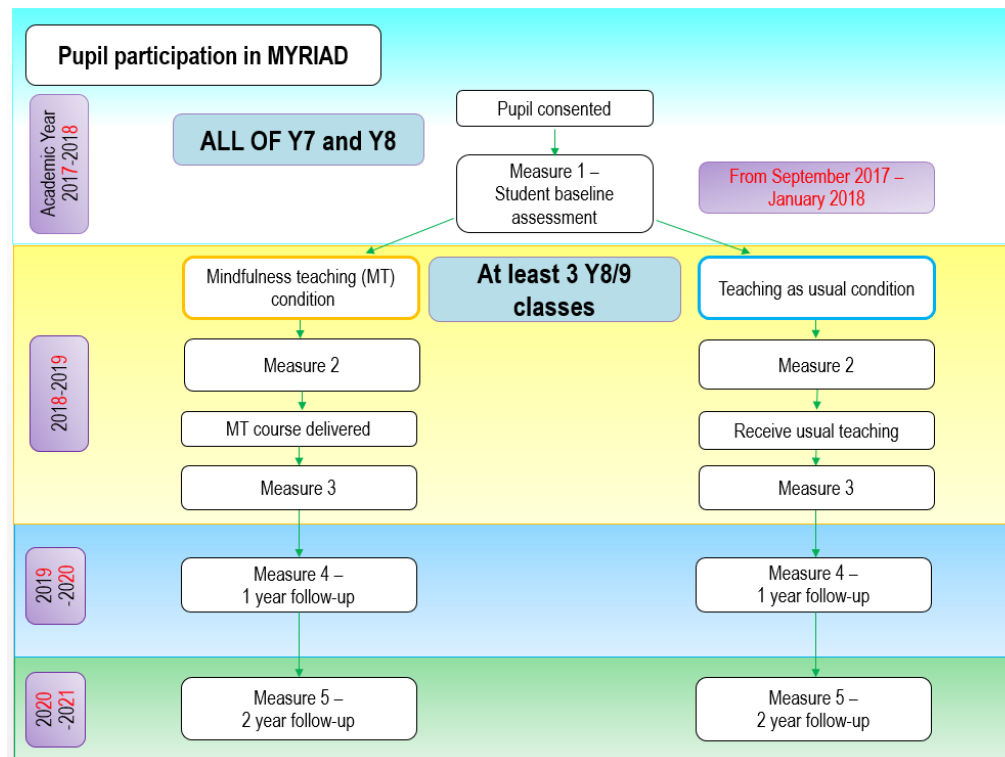 Pupil participation in MYRIAD
Academic Year
2017-2018
ALL OF Y7 and Y8
Pupil consented
Measure 1 –
Student baseline
assessment
From September 2017 –
January 2018
2018-2019
Mindfulness teaching (MT)
condition
At least 3 Y8/9
classes
Teaching as usual condition
Measure 2
Measure 2
MT course delivered
Receive usual teaching
Measure 3
Measure 3
2019
-2020
Measure 4 –
1 year follow-up
Measure 4 –
1 year follow-up
2020
-2021
Measure 5 –
2 year follow-up
Measure 5 –
2 year follow-up